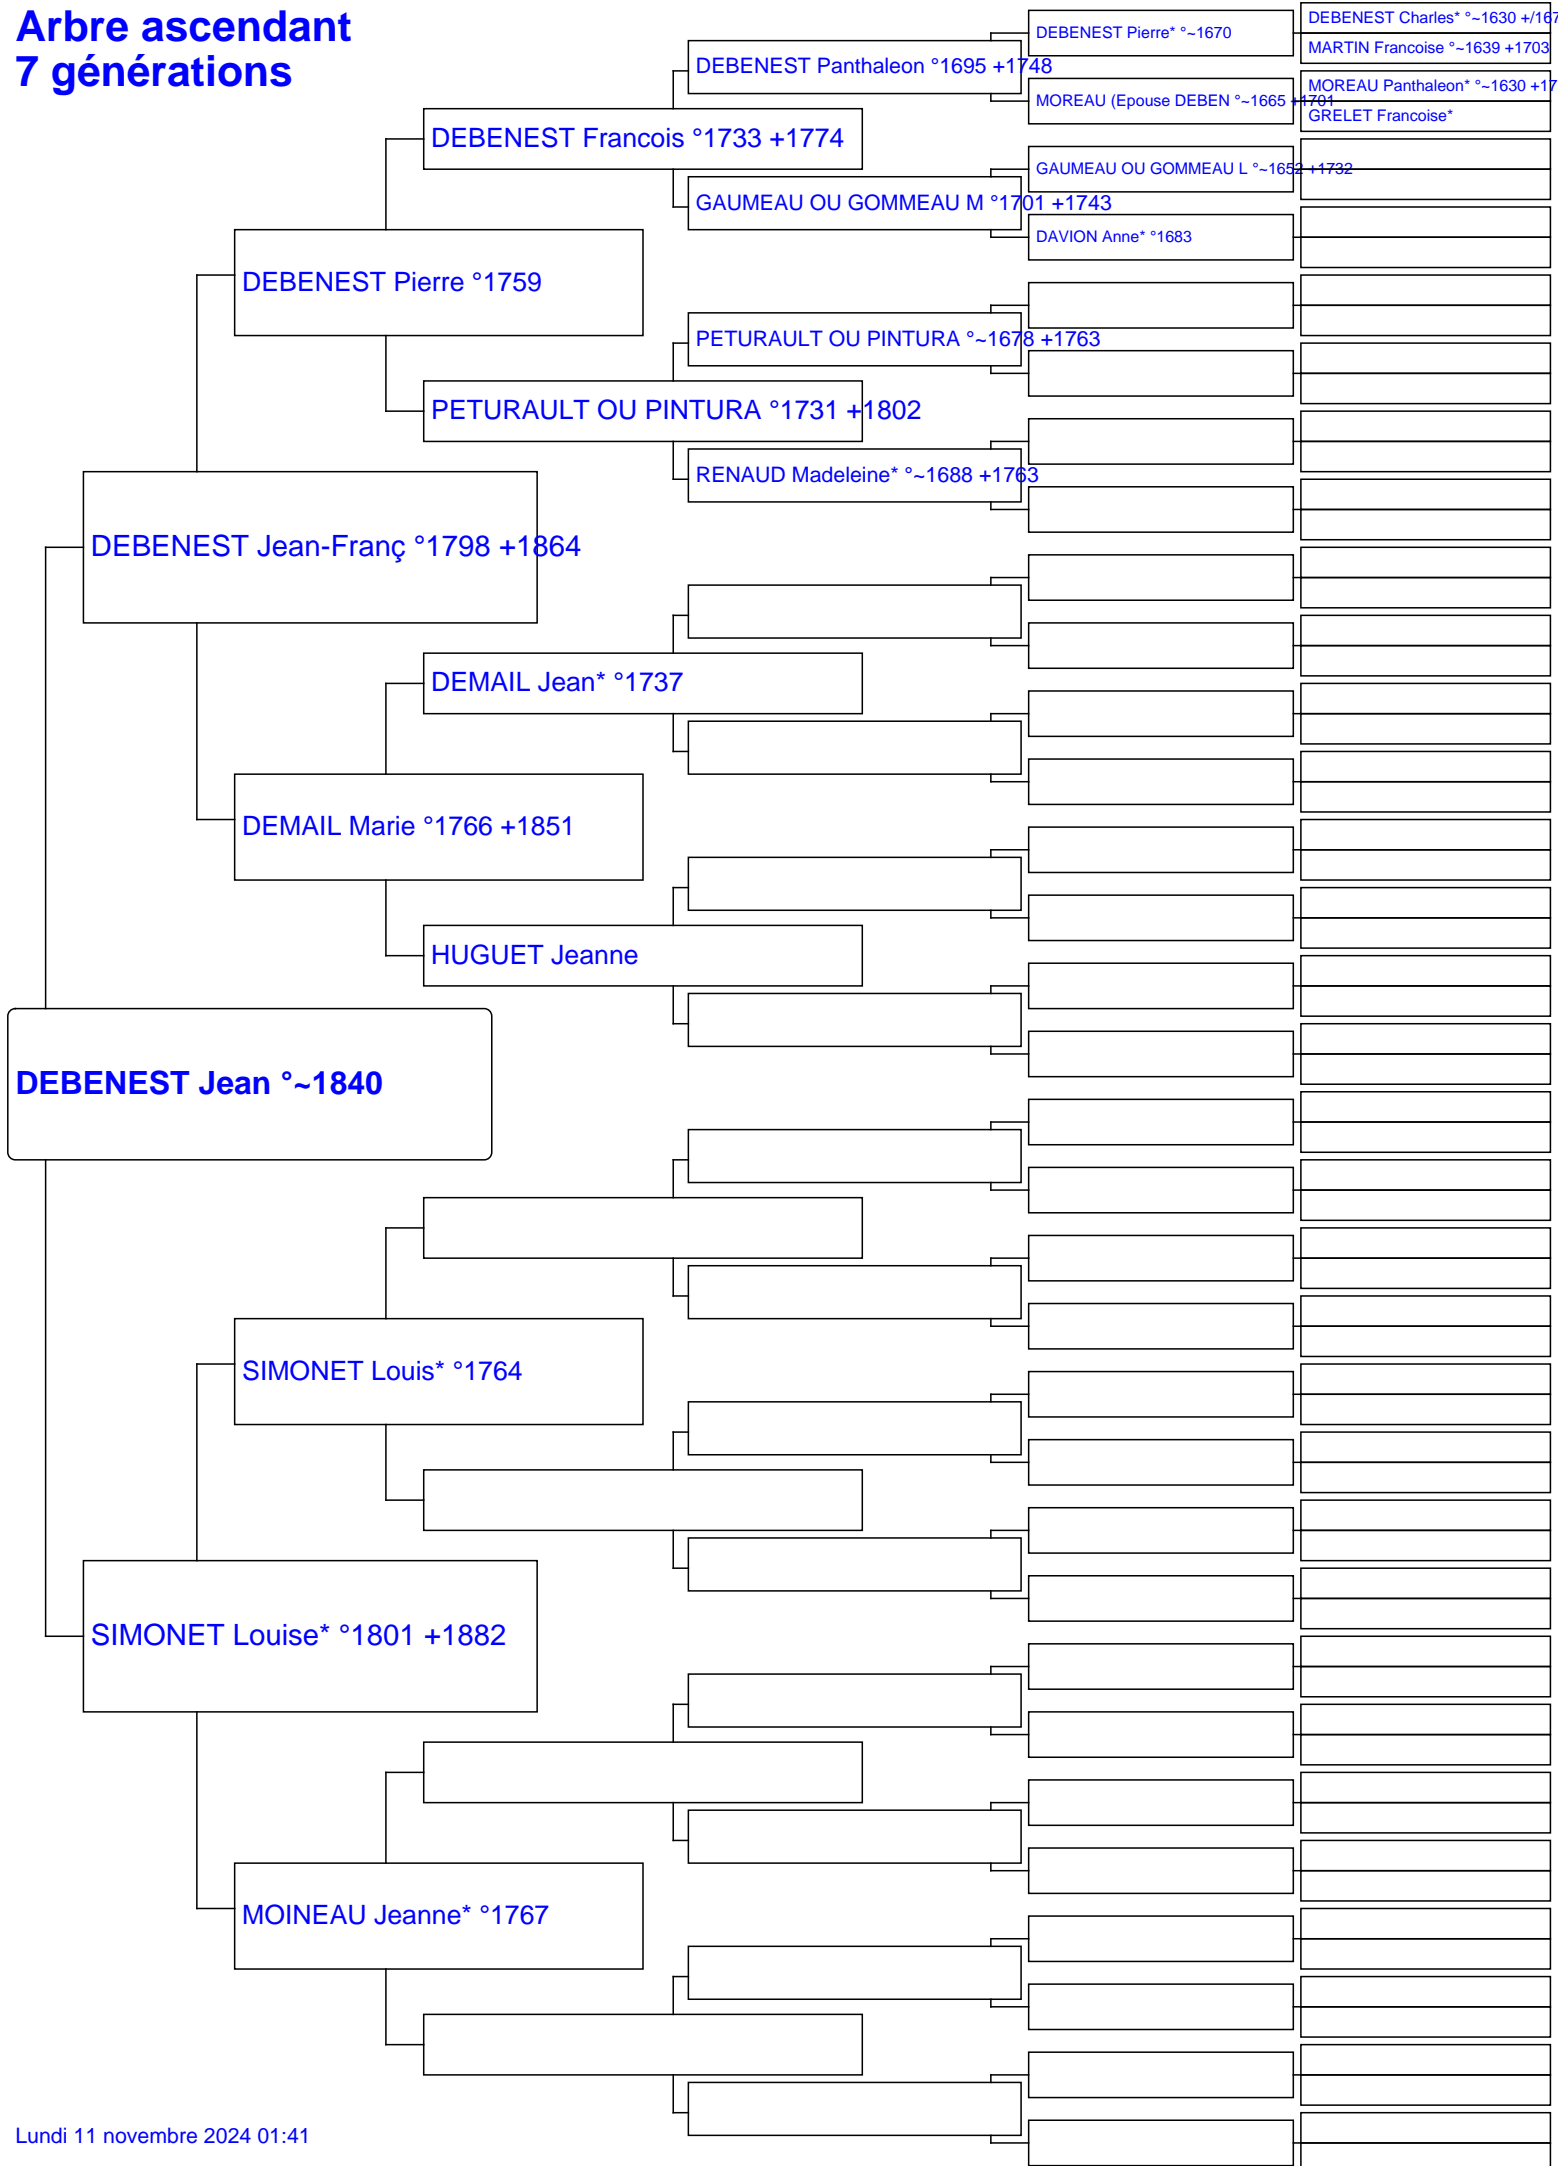 Arbre ascendant
7 générations
DEBENEST Charles* °~1630 +/167
DEBENEST Pierre* °~1670
MARTIN Francoise °~1639 +1703
DEBENEST Panthaleon °1695 +1748
MOREAU Panthaleon* °~1630 +17
MOREAU (Epouse DEBEN °~1665 +1701
GRELET Francoise*
DEBENEST Francois °1733 +1774
GAUMEAU OU GOMMEAU L °~1652 +1732
GAUMEAU OU GOMMEAU M °1701 +1743
DAVION Anne* °1683
DEBENEST Pierre °1759
PETURAULT OU PINTURA °~1678 +1763
PETURAULT OU PINTURA °1731 +1802
RENAUD Madeleine* °~1688 +1763
DEBENEST Jean-Franç °1798 +1864
DEMAIL Jean* °1737
DEMAIL Marie °1766 +1851
HUGUET Jeanne
DEBENEST Jean °~1840
SIMONET Louis* °1764
SIMONET Louise* °1801 +1882
MOINEAU Jeanne* °1767
Lundi 11 novembre 2024 01:41